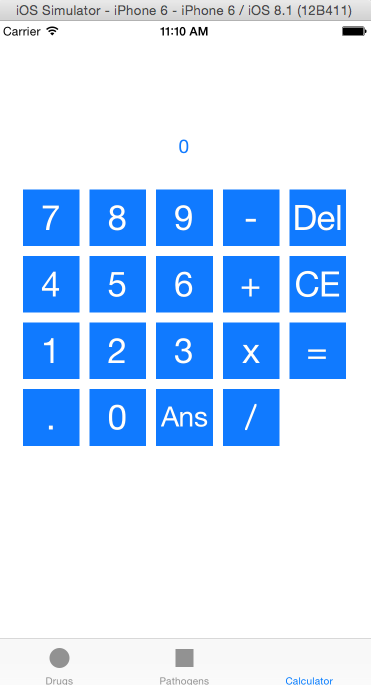 iOS Simulator - iPhone 6 - iPhone 6 / iOS 8.1 (12B411)
Carrier 11:10 AM
0
7 8 9 - Del
4 5 6 + CE
1 2 3 x =
. 0 Ans /
Drugs Pathogens Calculator